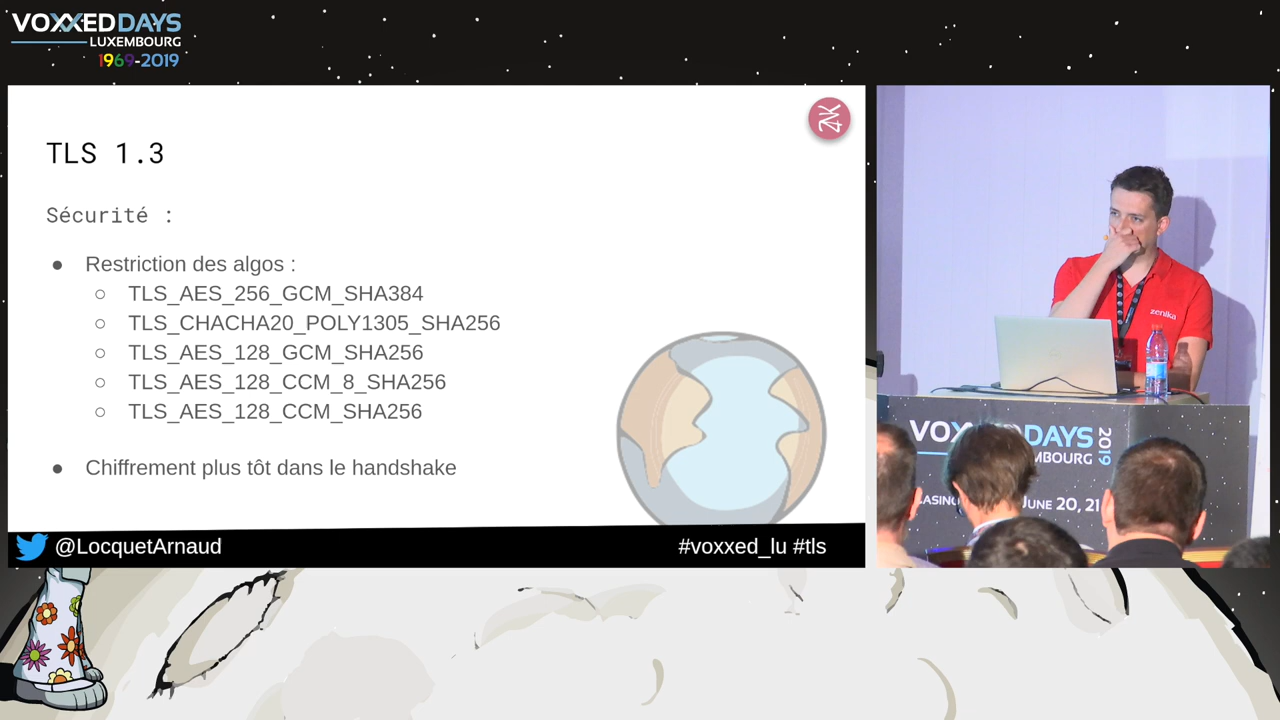 VOXXEDDAYS
LUXEMBOURG
1969-2019
TLS 1.3
Sécurité :
● Restriction des algos :
○ TLS_AES_256_GCM_SHA384
○ TLS_CHACHA20_POLY1305_SHA256
○ TLS_AES_128_GCM_SHA256
○ TLS_AES_128_CCM_8_SHA256
○ TLS_AES_128_CCM_SHA256
● Chiffrement plus tôt dans le handshake
@LocquetArnaud
#voxxed_lu #tls
zenika
DAYS
2019
MBOURG
JUNE 20, 21